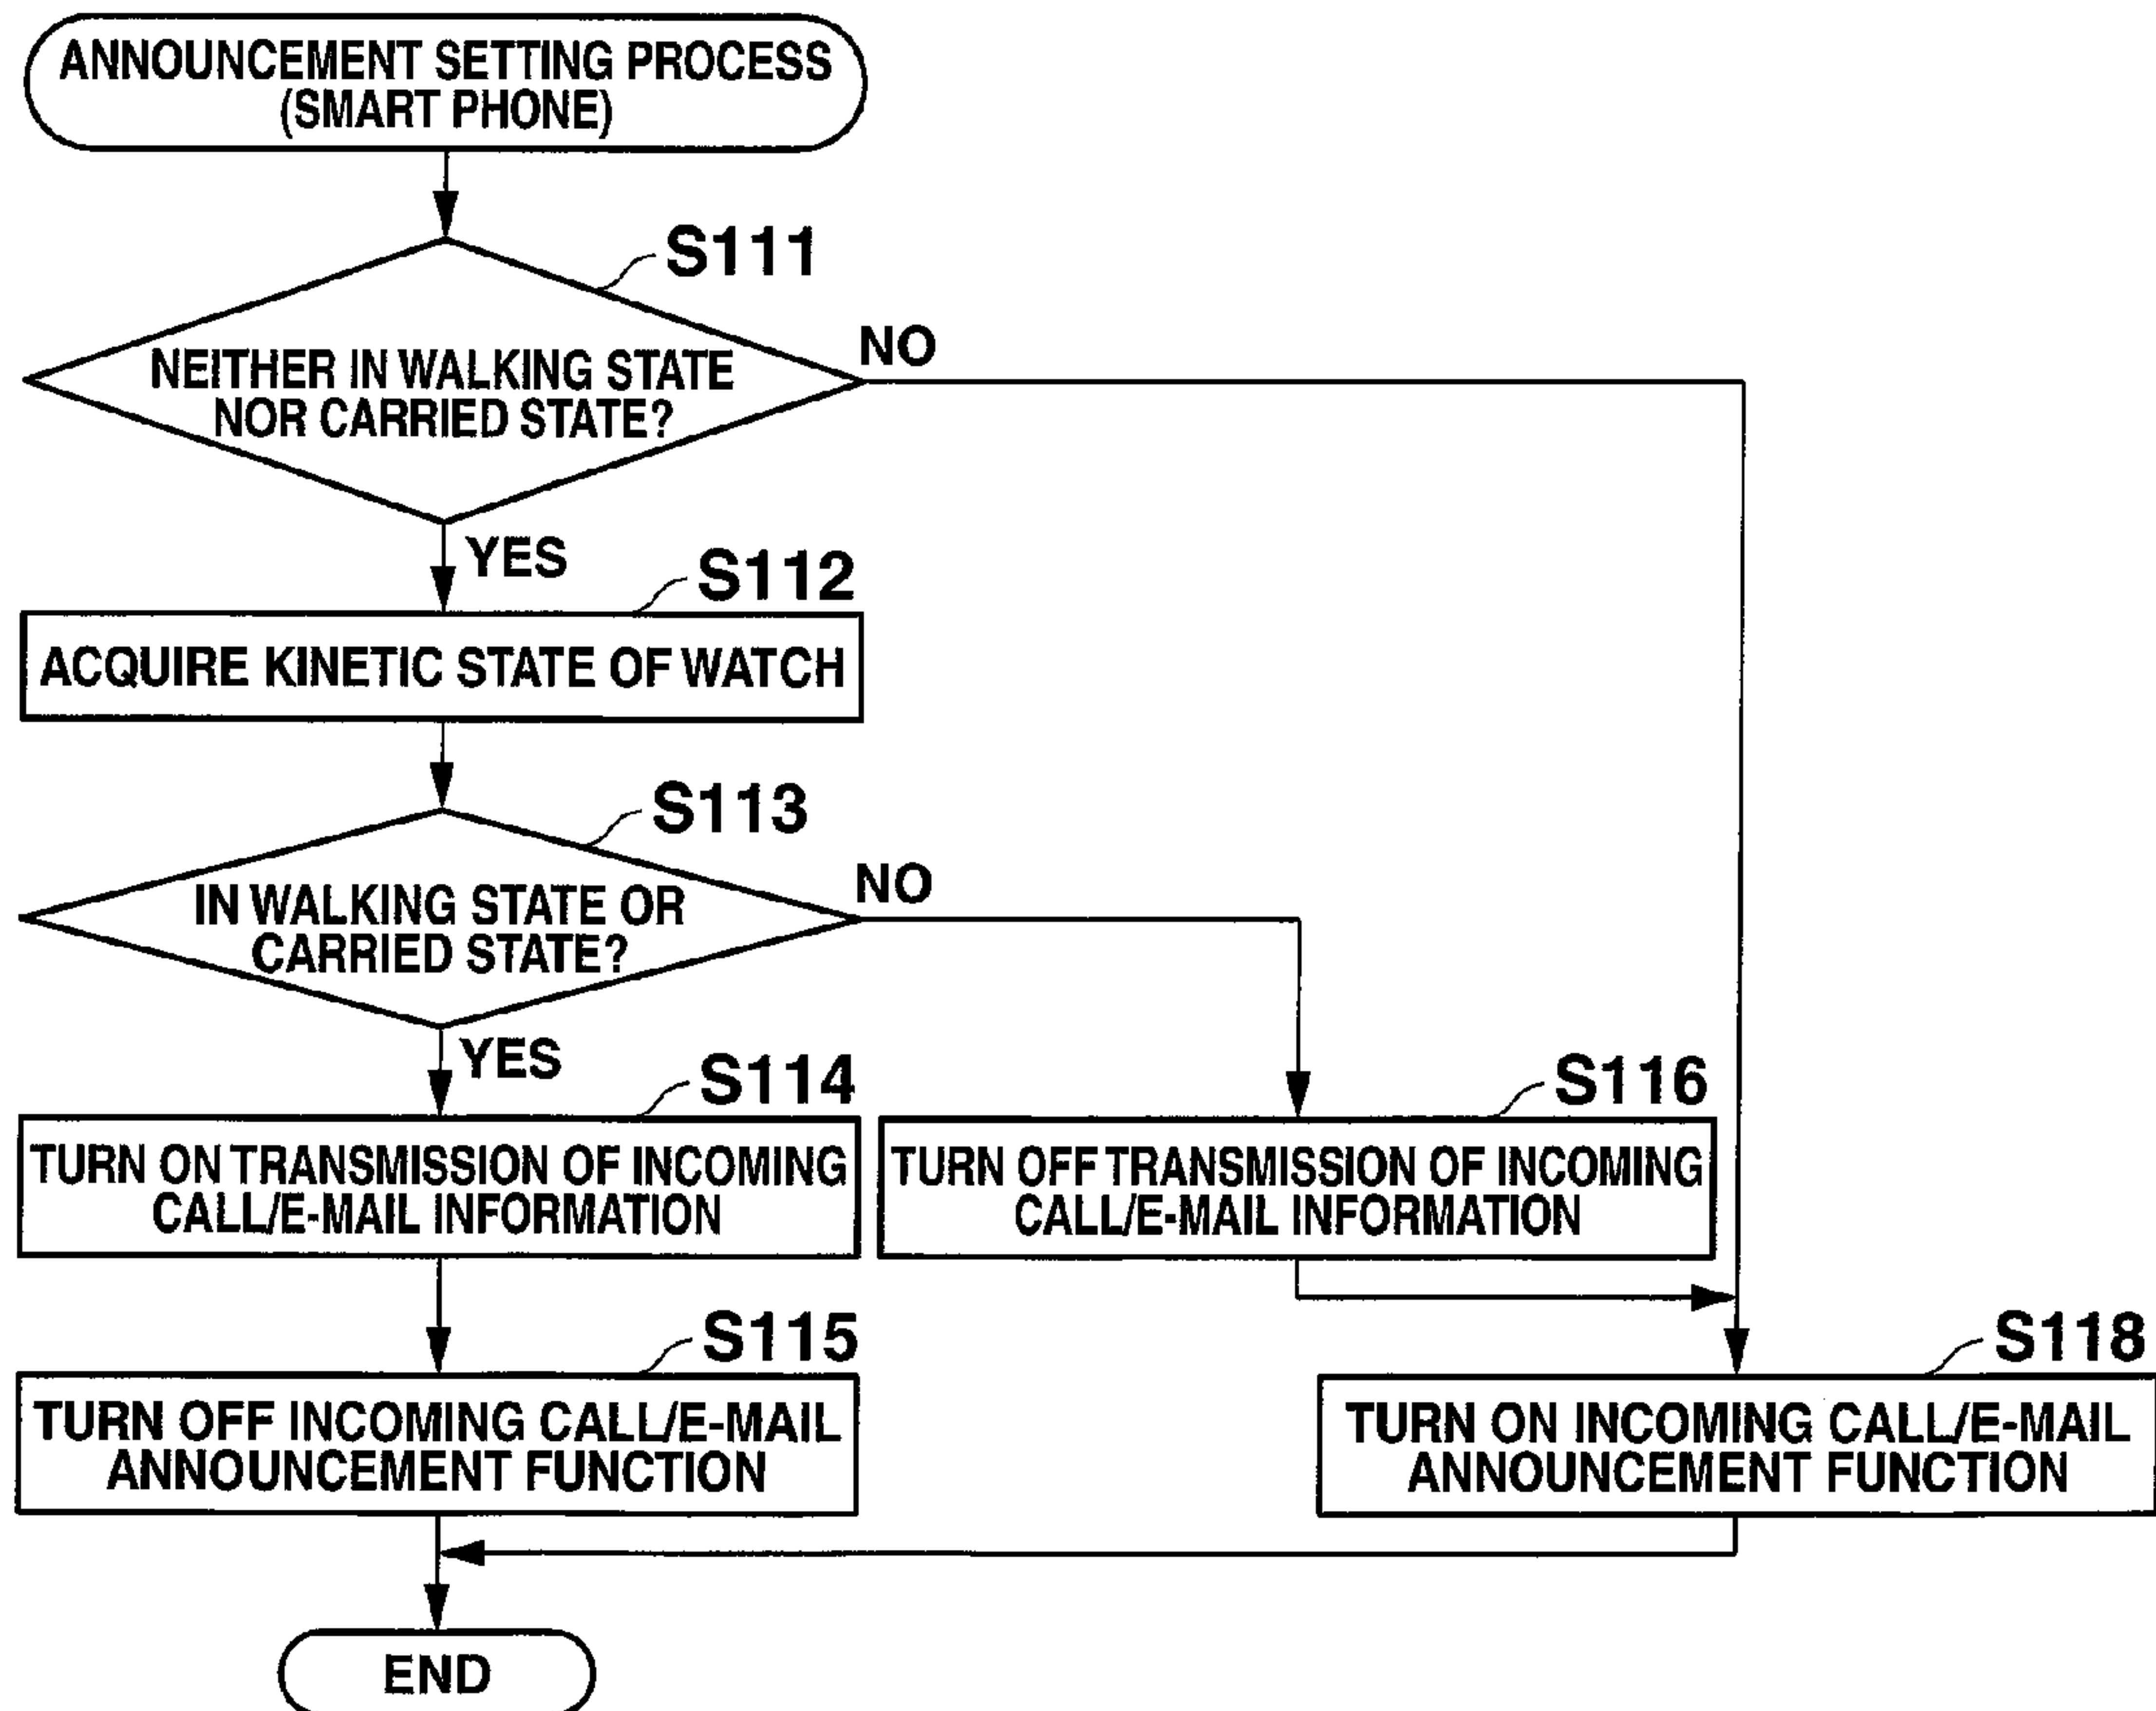 ANNOUNCEMENT SETTING PROCESS
(SMART PHONE)
S111
NEITHER IN WALKING STATE
NOR CARRIED STATE?
NO
YES
S112
ACQUIRE KINETIC STATE OF WATCH
S113
IN WALKING STATE OR
CARRIED STATE?
NO
YES
S114
TURN ON TRANSMISSION OF INCOMING
CALL/E-MAIL INFORMATION
S116
TURN OFF TRANSMISSION OF INCOMING
CALL/E-MAIL INFORMATION
S115
TURN OFF INCOMING CALL/E-MAIL
ANNOUNCEMENT FUNCTION
S118
TURN ON INCOMING CALL/E-MAIL
ANNOUNCEMENT FUNCTION
END